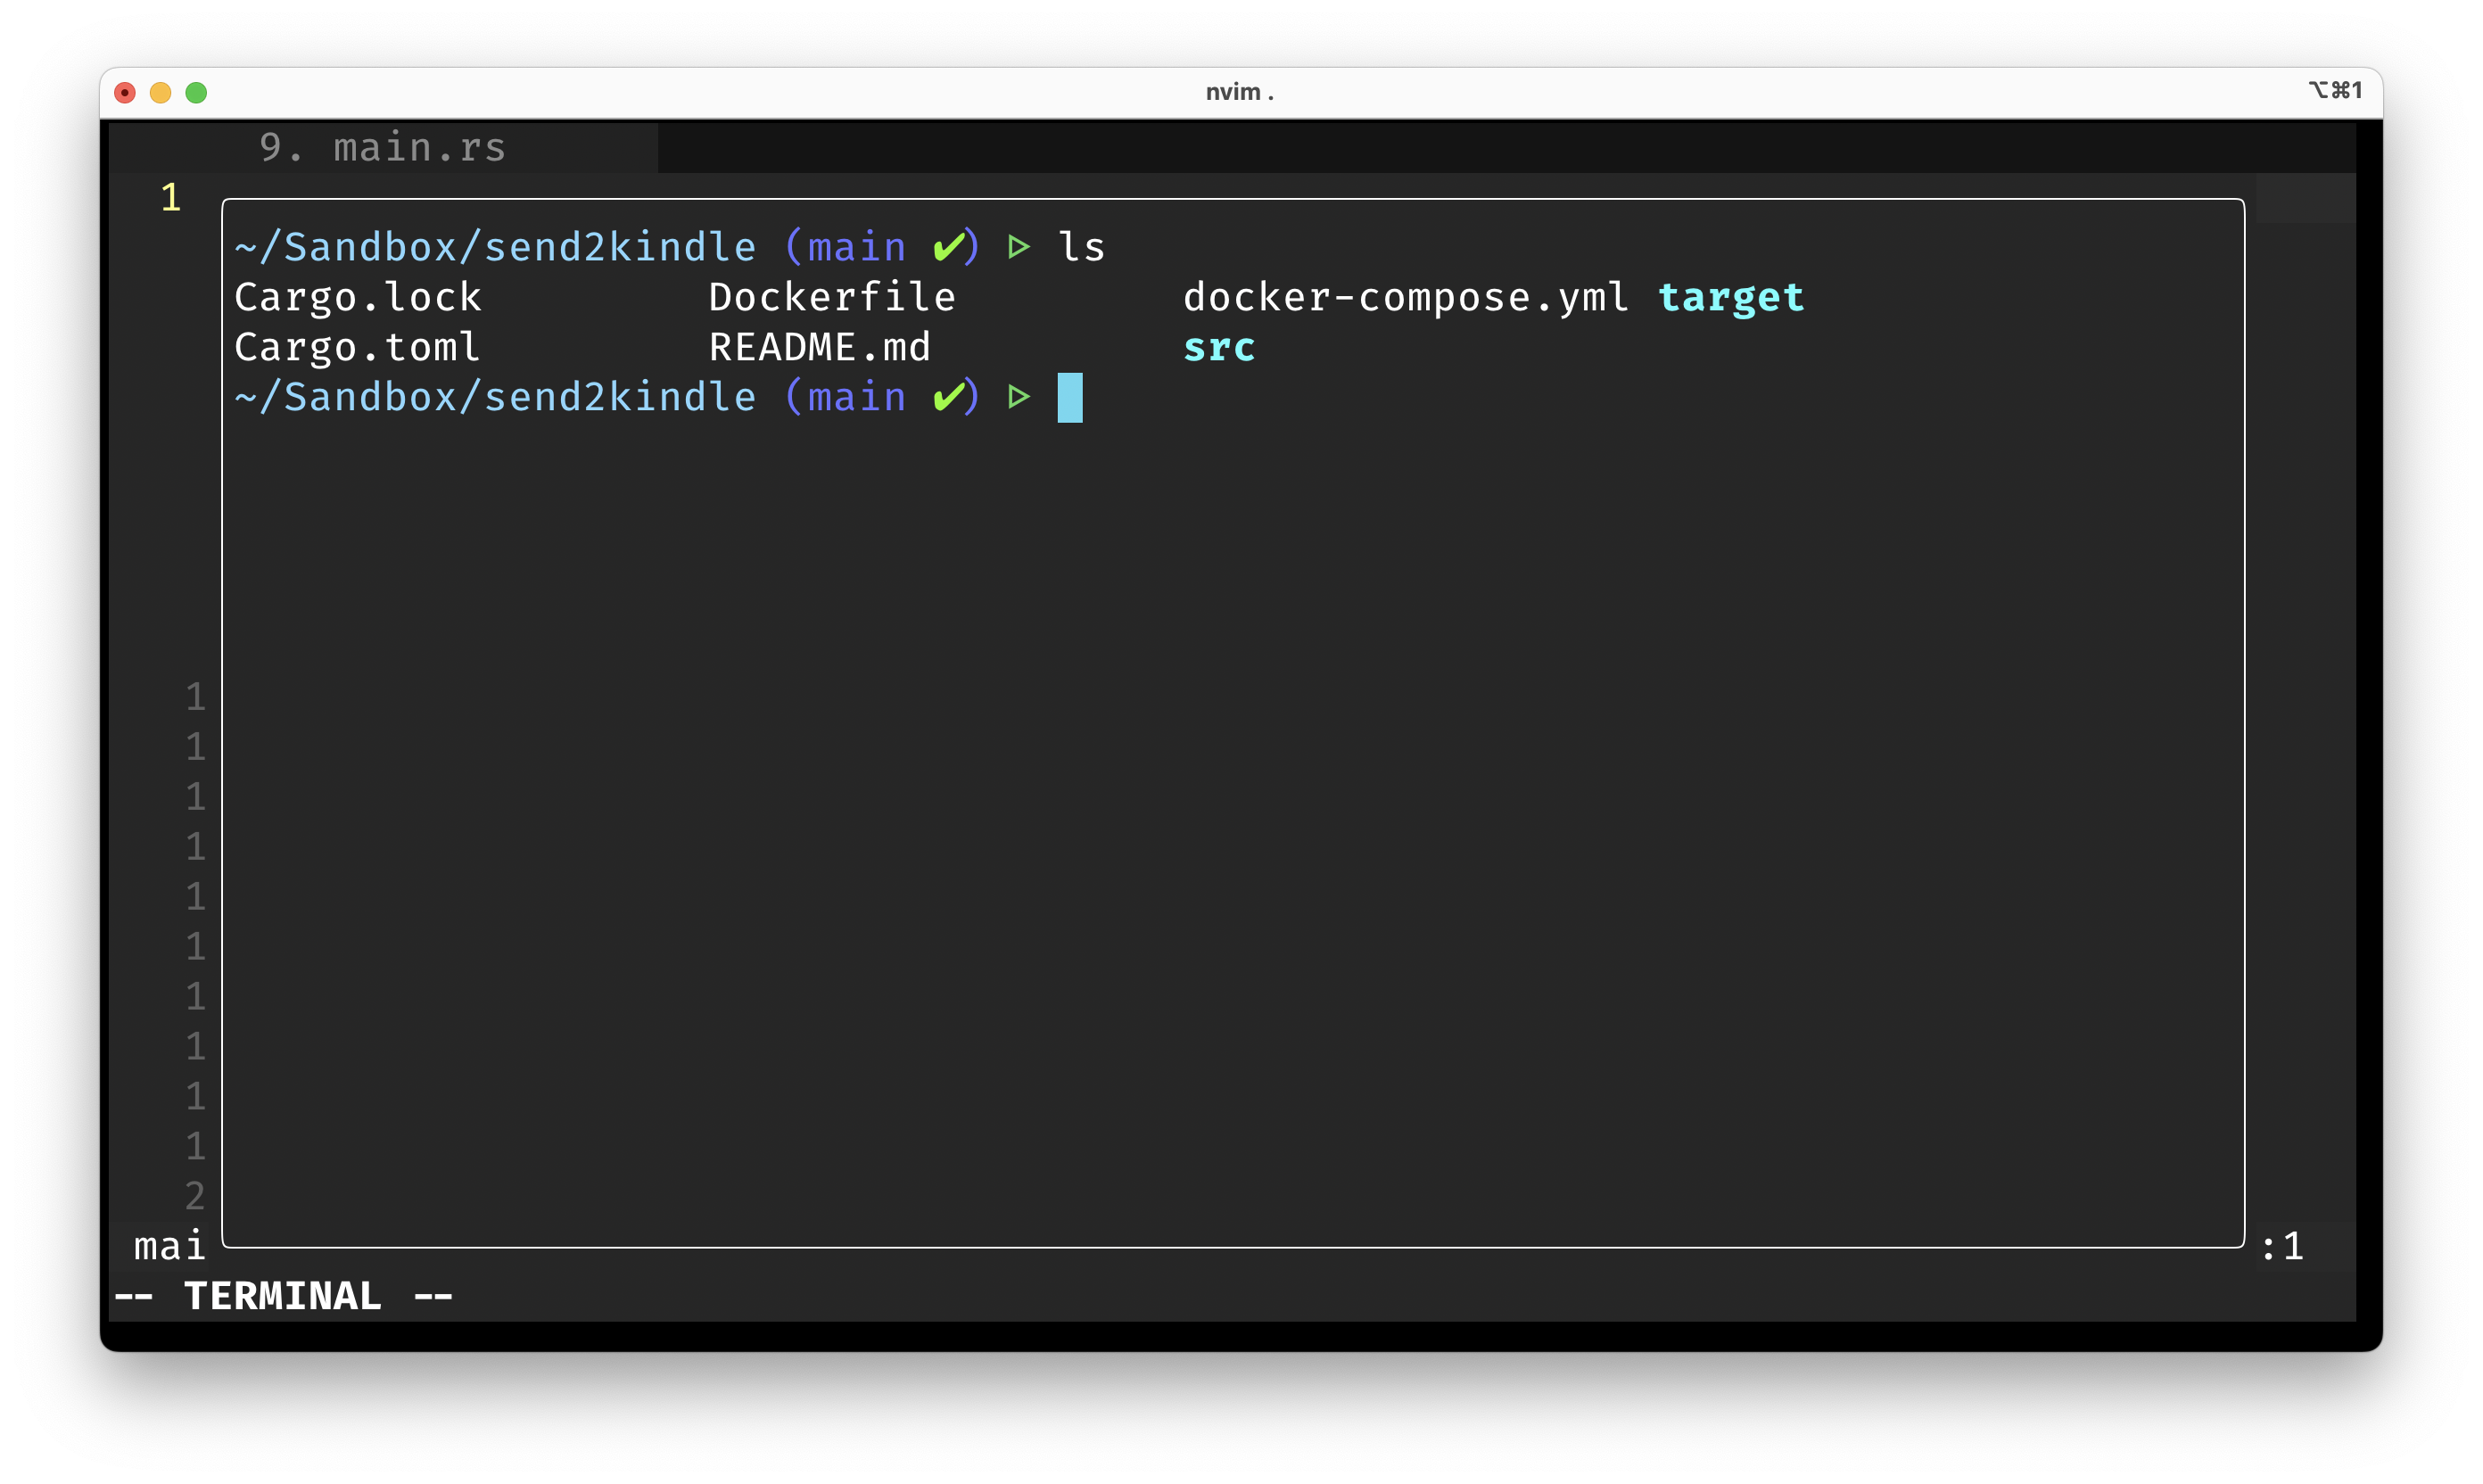 nvim .
⌥⌘1
9. main.rs
1
~/Sandbox/send2kindle (main ✔) ▷ ls
Cargo.lock Dockerfile docker-compose.yml target
Cargo.toml README.md src
~/Sandbox/send2kindle (main ✔) ▷
1
1
1
1
1
1
1
1
1
1
2
mai :1
-- TERMINAL --